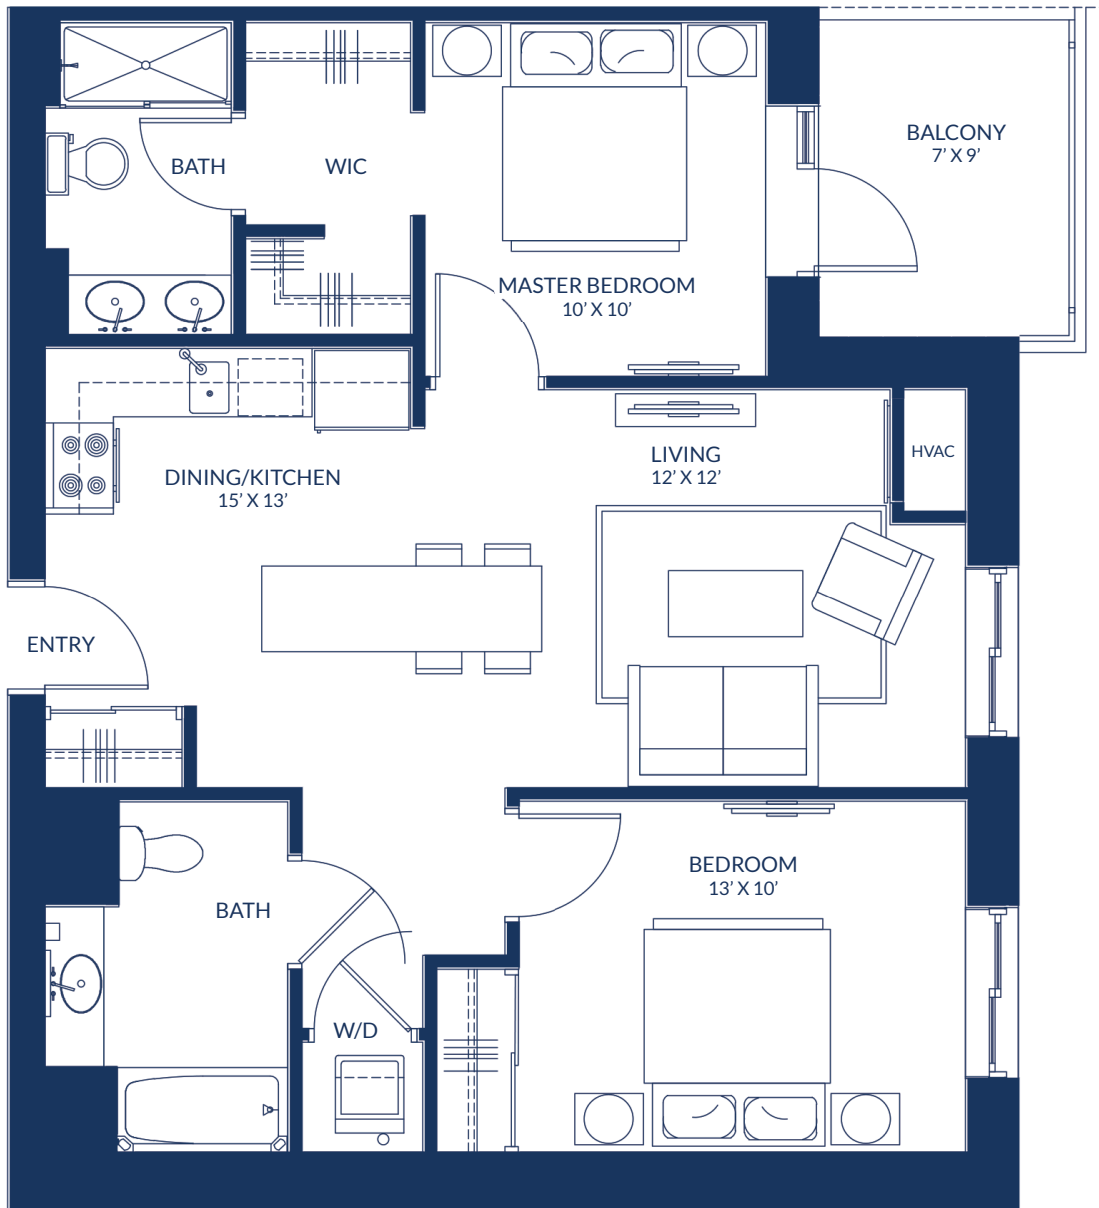 BALCONY
7’ X 9’
BATH
WIC
MASTER BEDROOM
10’ X 10’
LIVING
12’ X 12’
HVAC
DINING/KITCHEN
15’ X 13’
ENTRY
BEDROOM
13’ X 10’
BATH
W/D